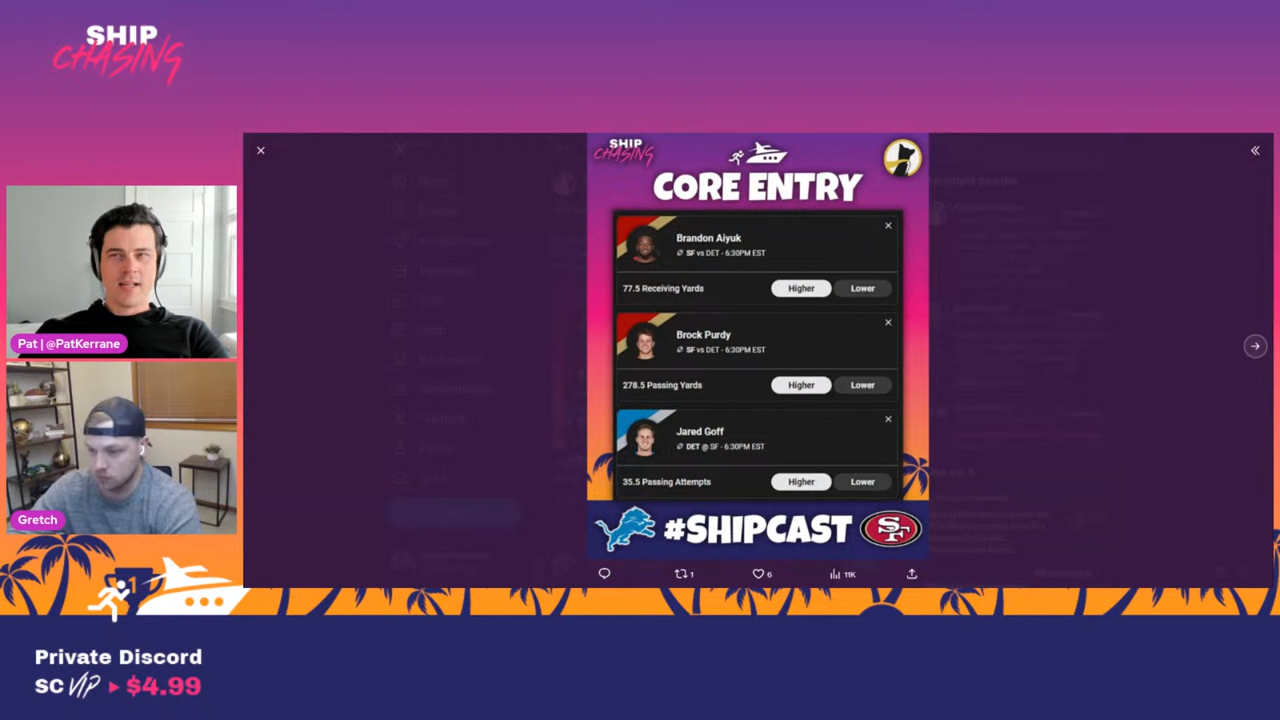 SHIP
CHASING
SHIP
CHASING
CORE ENTRY
Brandon Aiyuk
SF vs DET - 6:30PM EST
77.5 Receiving Yards
Higher
Lower
Brock Purdy
SF vs DET - 6:30PM EST
278.5 Passing Yards
Higher
Lower
Jared Goff
DET @ SF - 6:30PM EST
35.5 Passing Attempts
Higher
Lower
#SHIPCAST
SF
1
6
11K
Pat | @PatKerrane
Gretch
1
Private Discord
SC VIP $4.99